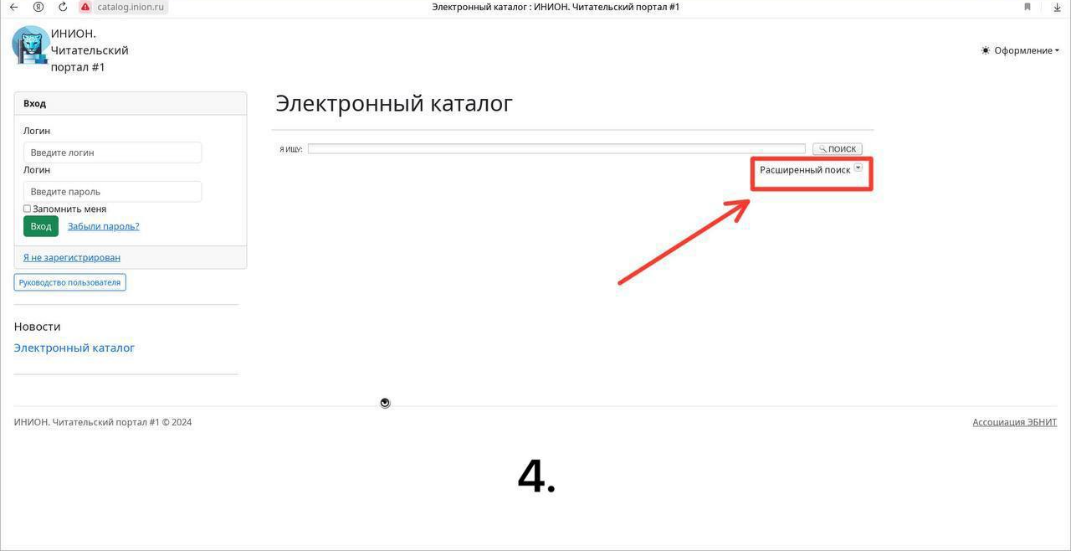 catalog.inion.ru
Электронный каталог : ИНИОН. Читательский портал #1
ИНИОН.
Читательский
портал #1
Оформление
Вход
Логин
Введите логин
Логин
Введите пароль
Запомнить меня
Вход Забыли пароль?
Я не зарегистрирован
Руководство пользователя
Новости
Электронный каталог
Электронный каталог
Я ИЩУ: ПОИСК
Расширенный поиск
ИНИОН. Читательский портал #1 © 2024
Ассоциация ЭБНИТ
4.